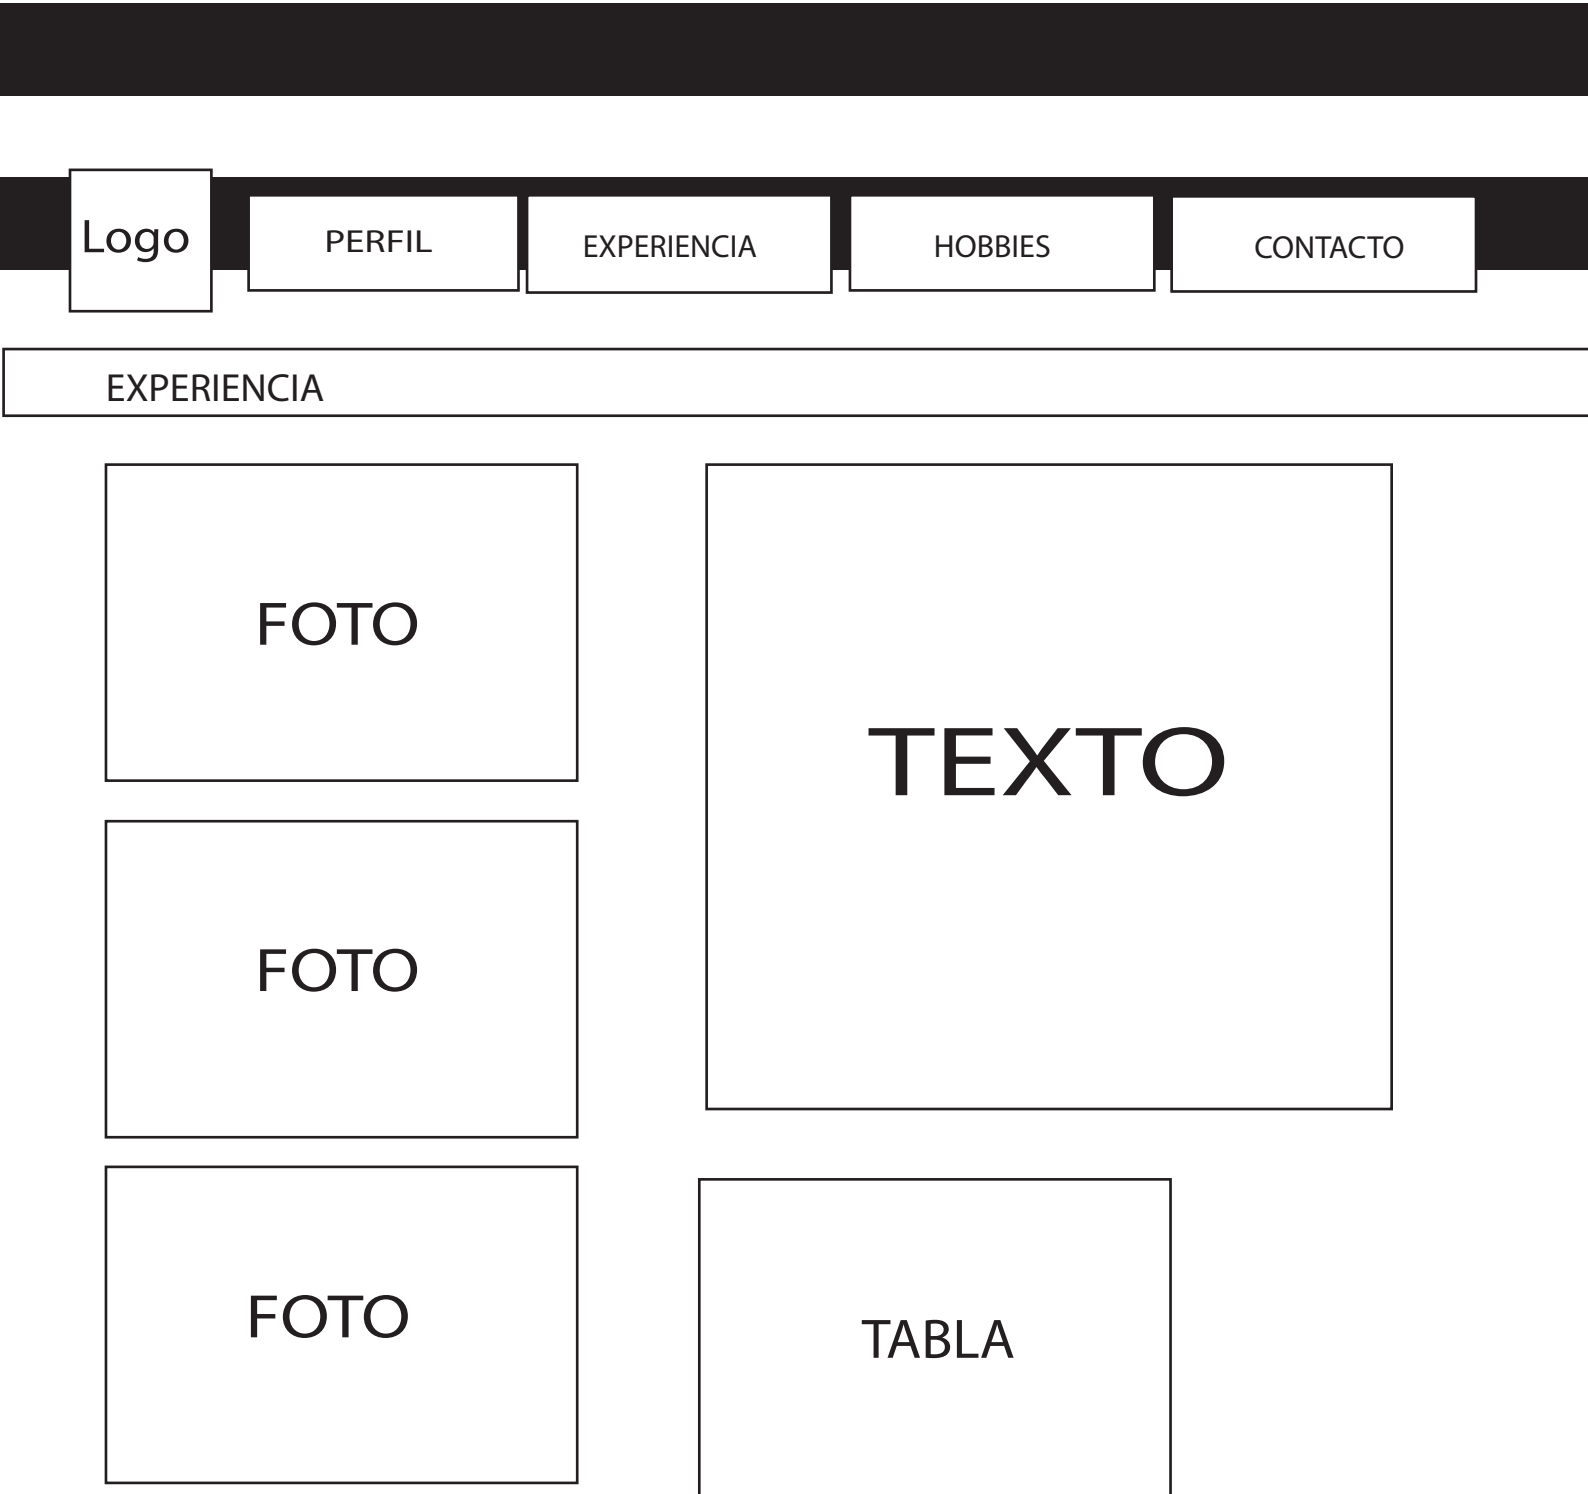 Logo
PERFIL
EXPERIENCIA
HOBBIES
CONTACTO
EXPERIENCIA
FOTO
TEXTO
FOTO
FOTO
TABLA